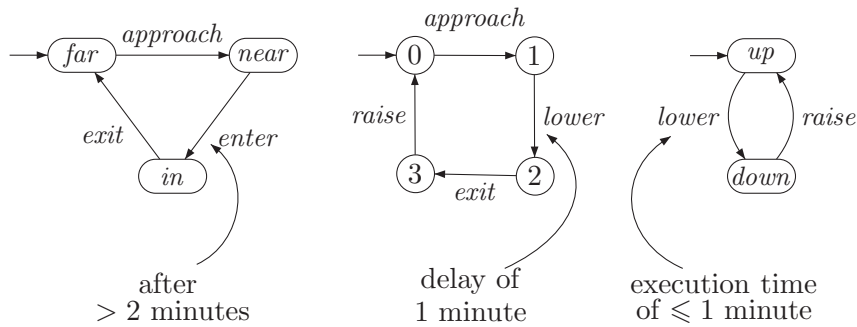 far
approach
near
exit
enter
in
after
> 2 minutes
approach
0
1
raise
lower
3
2
exit
delay of
1 minute
up
lower
raise
down
execution time
of ⩽ 1 minute